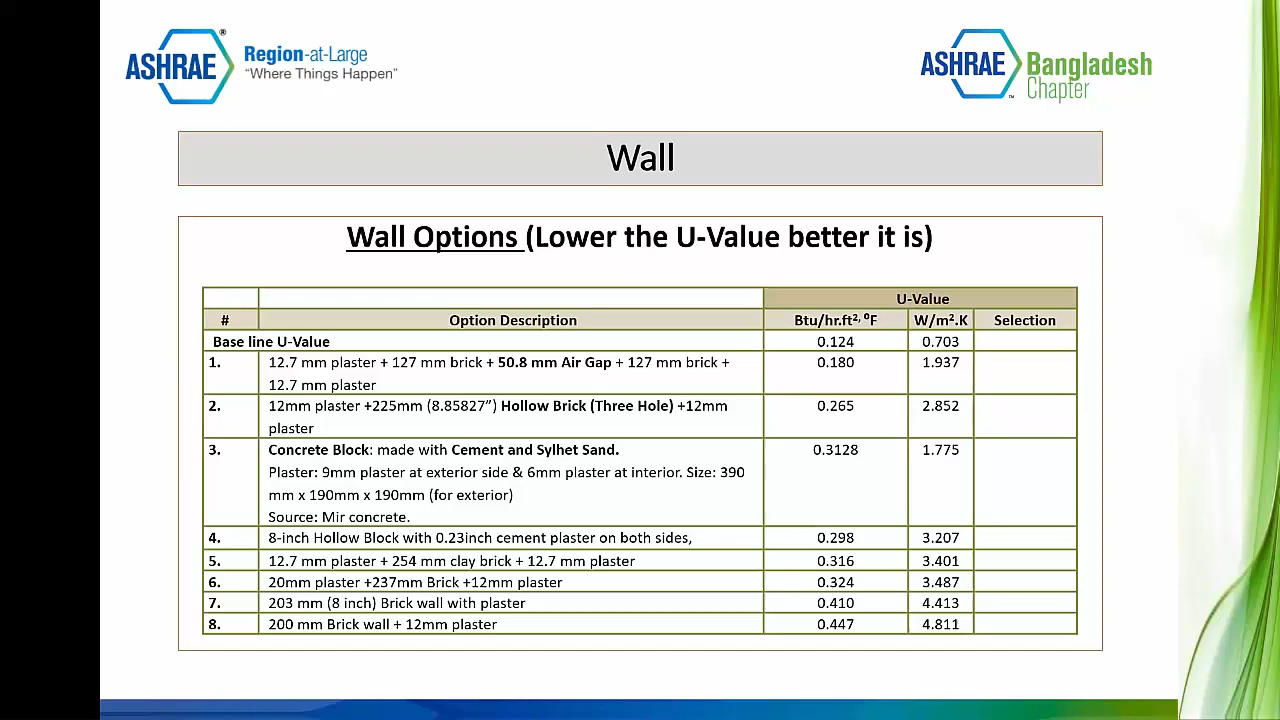 ASHRAE® Region-at-Large
"Where Things Happen"
ASHRAE™ Bangladesh
Chapter
Wall
Wall Options (Lower the U-Value better it is)
U-Value
# Option Description Btu/hr.ft²,⁰F W/m².K Selection
Base line U-Value 0.124 0.703
1. 12.7 mm plaster + 127 mm brick + 50.8 mm Air Gap + 127 mm brick + 0.180 1.937
12.7 mm plaster
2. 12mm plaster +225mm (8.85827”) Hollow Brick (Three Hole) +12mm 0.265 2.852
plaster
3. Concrete Block: made with Cement and Sylhet Sand. 0.3128 1.775
Plaster: 9mm plaster at exterior side & 6mm plaster at interior. Size: 390
mm x 190mm x 190mm (for exterior)
Source: Mir concrete.
4. 8-inch Hollow Block with 0.23inch cement plaster on both sides, 0.298 3.207
5. 12.7 mm plaster + 254 mm clay brick + 12.7 mm plaster 0.316 3.401
6. 20mm plaster +237mm Brick +12mm plaster 0.324 3.487
7. 203 mm (8 inch) Brick wall with plaster 0.410 4.413
8. 200 mm Brick wall + 12mm plaster 0.447 4.811